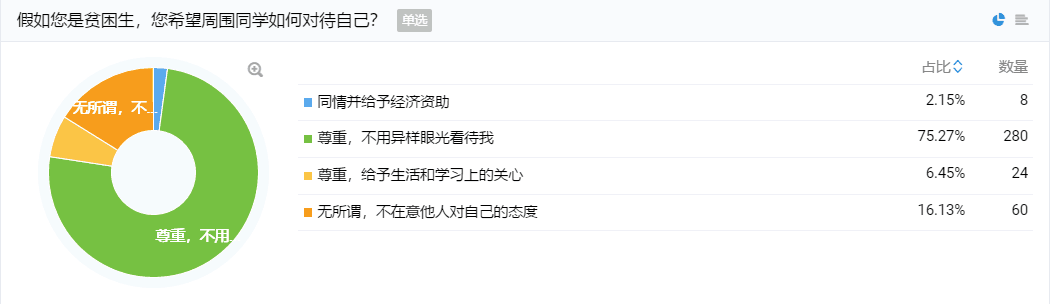 假如您是贫困生，您希望周围同学如何对待自己？ 单选
占比 数量
同情并给予经济资助 2.15% 8
尊重，不用异样眼光看待我 75.27% 280
尊重，给予生活和学习上的关心 6.45% 24
无所谓，不在意他人对自己的态度 16.13% 60
无所谓，不...
尊重，不用...